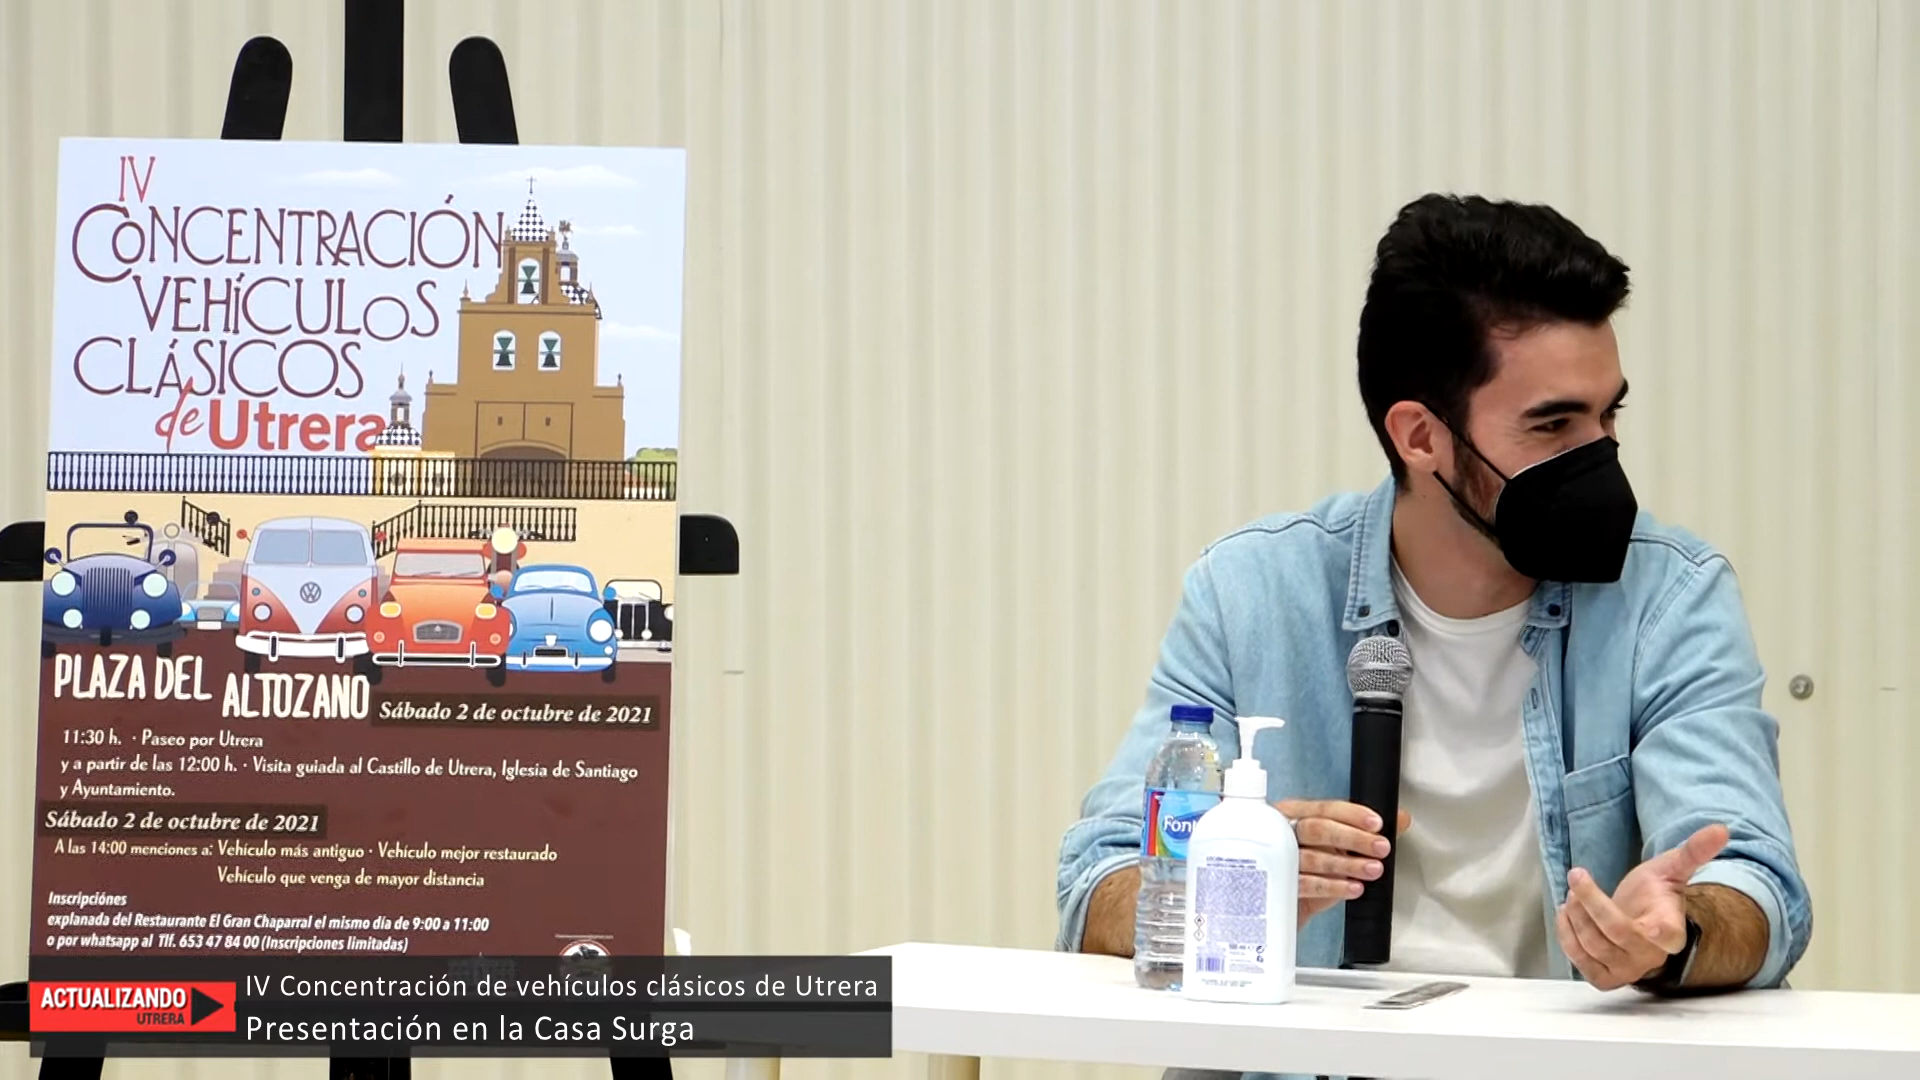 IV
CONCENTRACIÓN
VEHÍCULOS
CLÁSICOS
de Utrera
PLAZA DEL ALTOZANO
Sábado 2 de octubre de 2021
11:30 h. · Paseo por Utrera
y a partir de las 12:00 h. · Visita guiada al Castillo de Utrera, Iglesia de Santiago
y Ayuntamiento.
Sábado 2 de octubre de 2021
A las 14:00 menciones a: Vehículo más antiguo · Vehículo mejor restaurado
Vehículo que venga de mayor distancia
Inscripciónes
explanada del Restaurante El Gran Chaparral el mismo día de 9:00 a 11:00
o por whatsapp al Tlf. 653 47 84 00 (Inscripciones limitadas)
ACTUALIZANDO
UTRERA
IV Concentración de vehículos clásicos de Utrera
Presentación en la Casa Surga